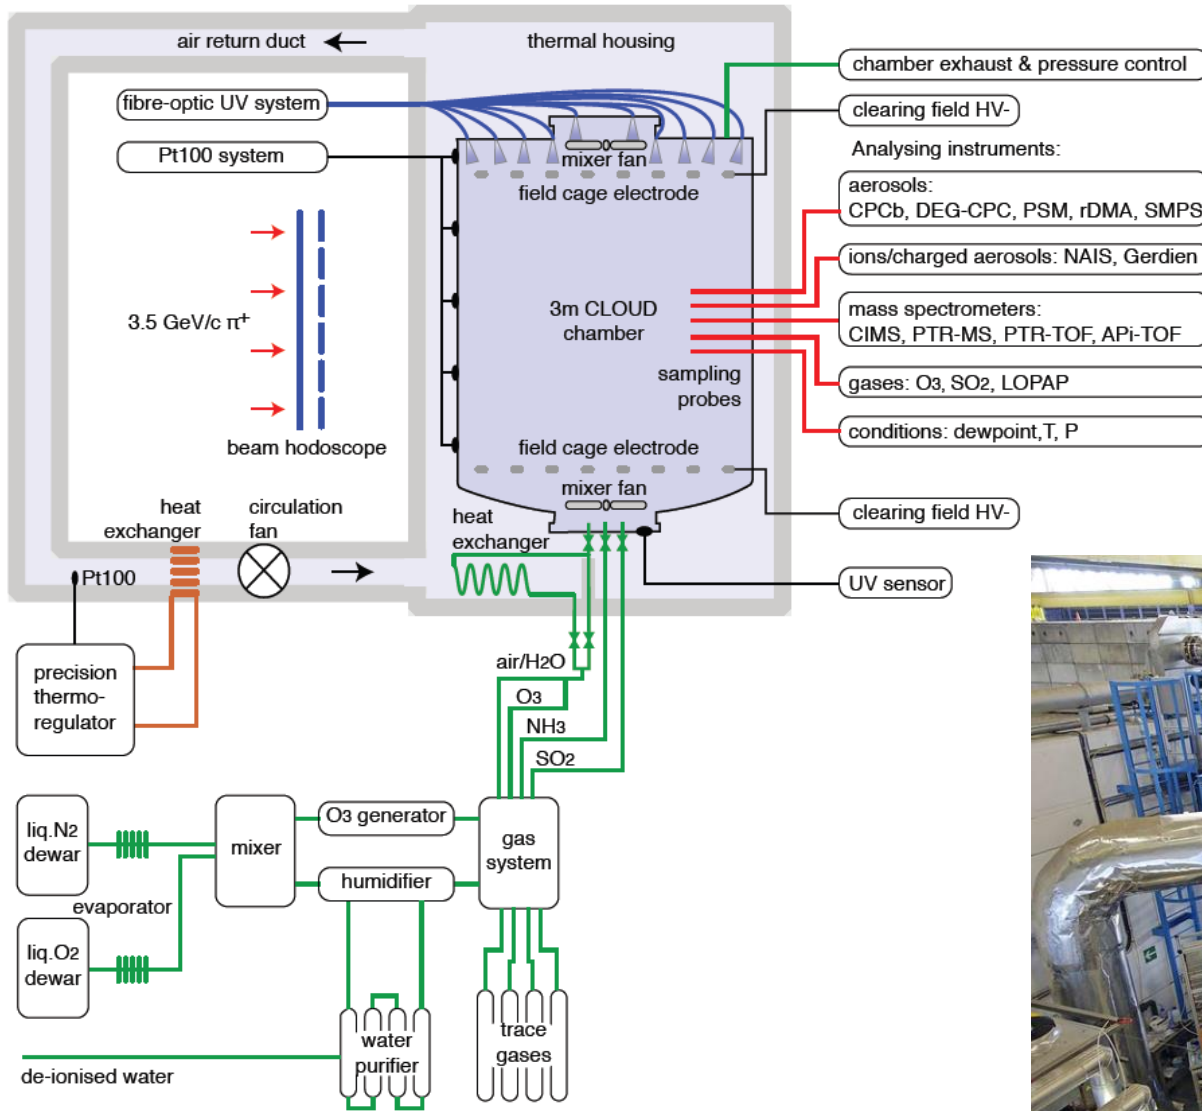 air return duct
thermal housing
chamber exhaust & pressure control
fibre-optic UV system
clearing field HV-
Pt100 system
mixer fan
Analysing instruments:
field cage electrode
aerosols:
CPCb, DEG-CPC, PSM, rDMA, SMPS
ions/charged aerosols: NAIS, Gerdien
3.5 GeV/c π+
3m CLOUD
chamber
mass spectrometers:
CIMS, PTR-MS, PTR-TOF, APi-TOF
sampling
probes
gases: O3, SO2, LOPAP
beam hodoscope
field cage electrode
conditions: dewpoint,T, P
mixer fan
clearing field HV-
heat
exchanger
circulation
fan
heat
exchanger
Pt100
UV sensor
precision
thermo-
regulator
air/H2O
O3
NH3
SO2
liq.N2
dewar
mixer
O3 generator
gas
system
humidifier
evaporator
liq.O2
dewar
water
purifier
trace
gases
de-ionised water